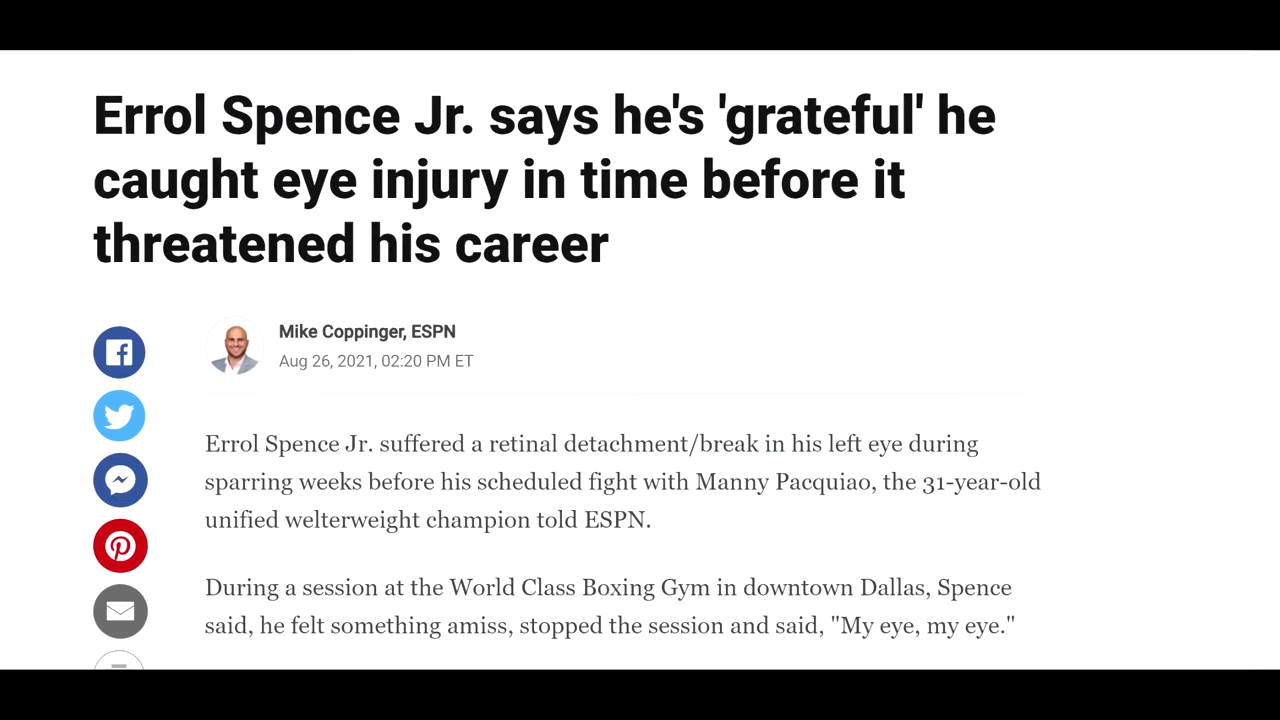 Errol Spence Jr. says he's 'grateful' he
caught eye injury in time before it
threatened his career
Mike Coppinger, ESPN
Aug 26, 2021, 02:20 PM ET
Errol Spence Jr. suffered a retinal detachment/break in his left eye during
sparring weeks before his scheduled fight with Manny Pacquiao, the 31-year-old
unified welterweight champion told ESPN.
During a session at the World Class Boxing Gym in downtown Dallas, Spence
said, he felt something amiss, stopped the session and said, "My eye, my eye."